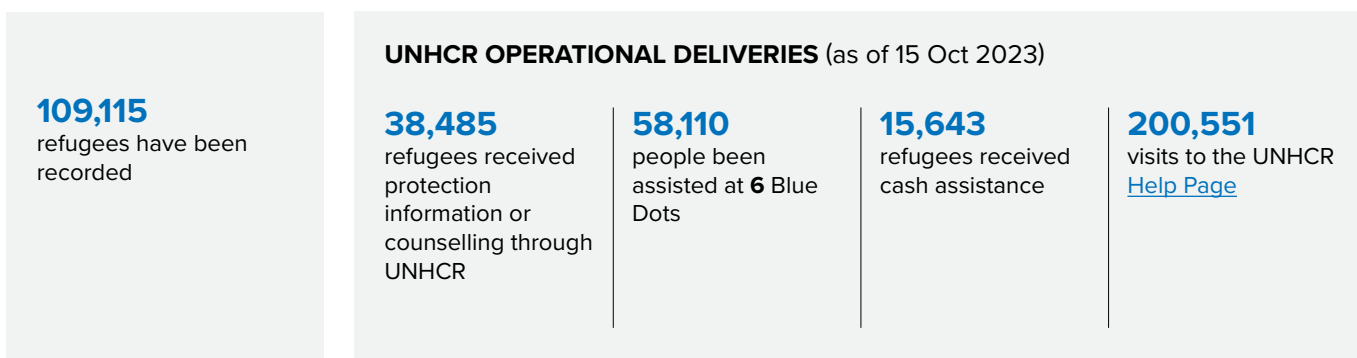 109,115
refugees have been
recorded
UNHCR OPERATIONAL DELIVERIES (as of 15 Oct 2023)
38,485
refugees received
protection
information or
counselling through
UNHCR
58,110
people been
assisted at 6 Blue
Dots
15,643
refugees received
cash assistance
200,551
visits to the UNHCR
Help Page